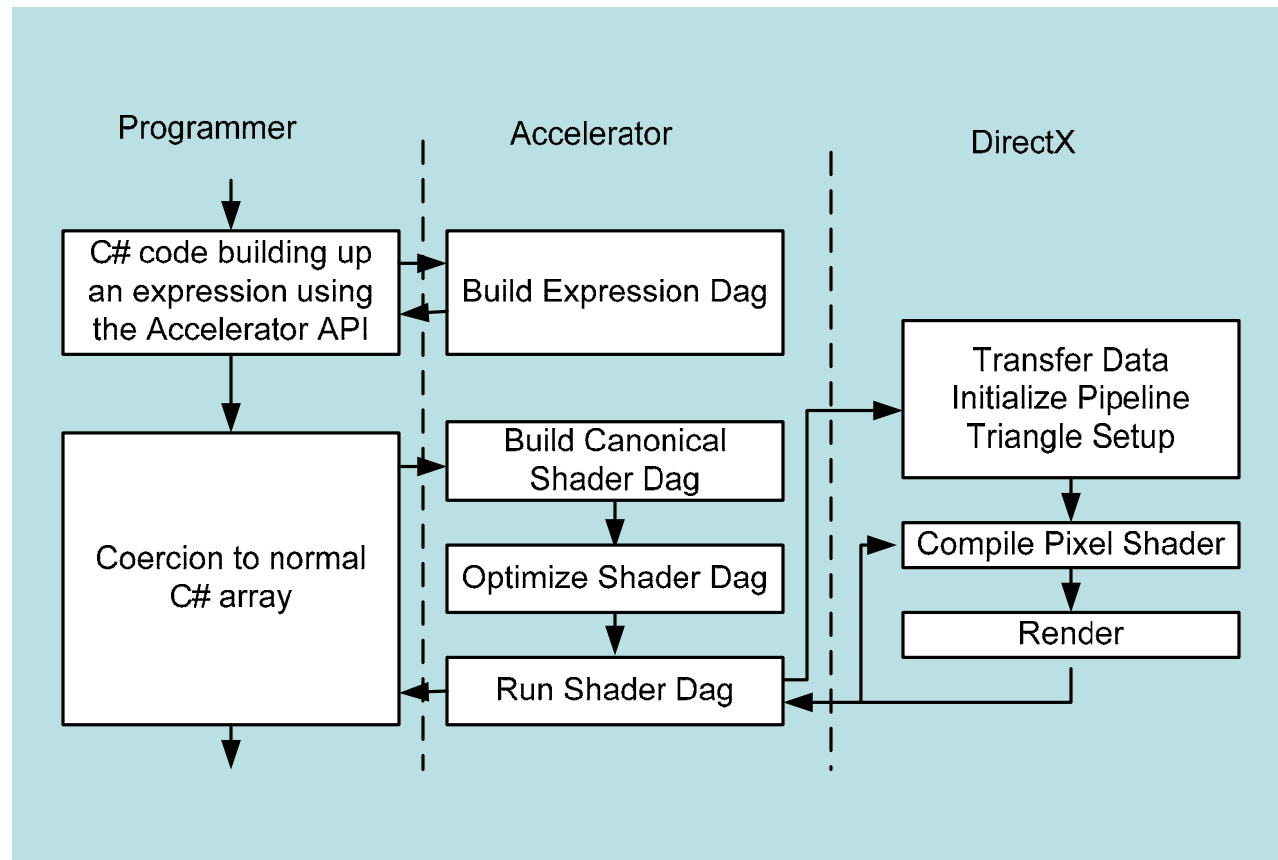 Programmer
Accelerator
DirectX
C# code building up
an expression using
the Accelerator API
Build Expression Dag
Transfer Data
Initialize Pipeline
Triangle Setup
Build Canonical
Shader Dag
Coercion to normal
C# array
Optimize Shader Dag
Compile Pixel Shader
Render
Run Shader Dag